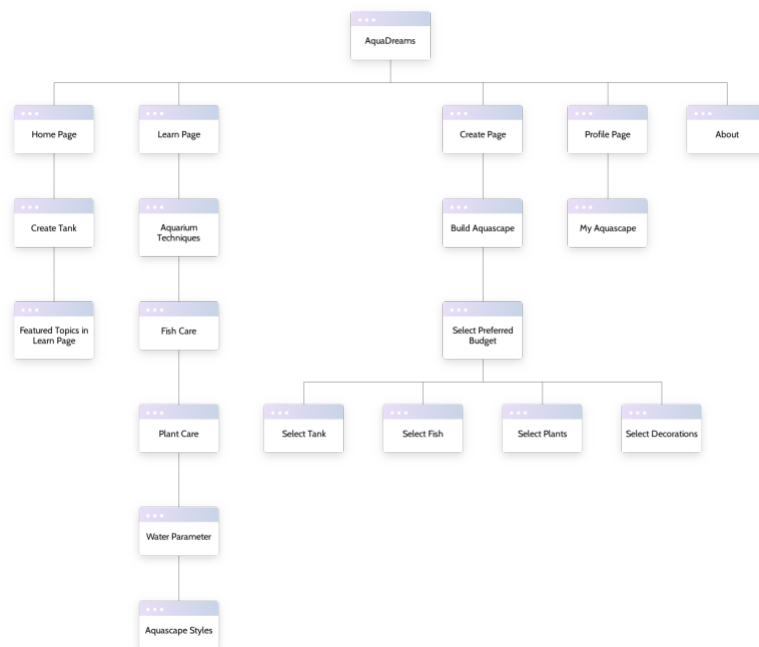 AquaDreams
Home Page
Learn Page
Create Page
Profile Page
About
Create Tank
Aquarium
Techniques
Build Aquascape
My Aquascape
Featured Topics in
Learn Page
Fish Care
Select Preferred
Budget
Plant Care
Select Tank
Select Fish
Select Plants
Select Decorations
Water Parameter
Aquascape Styles